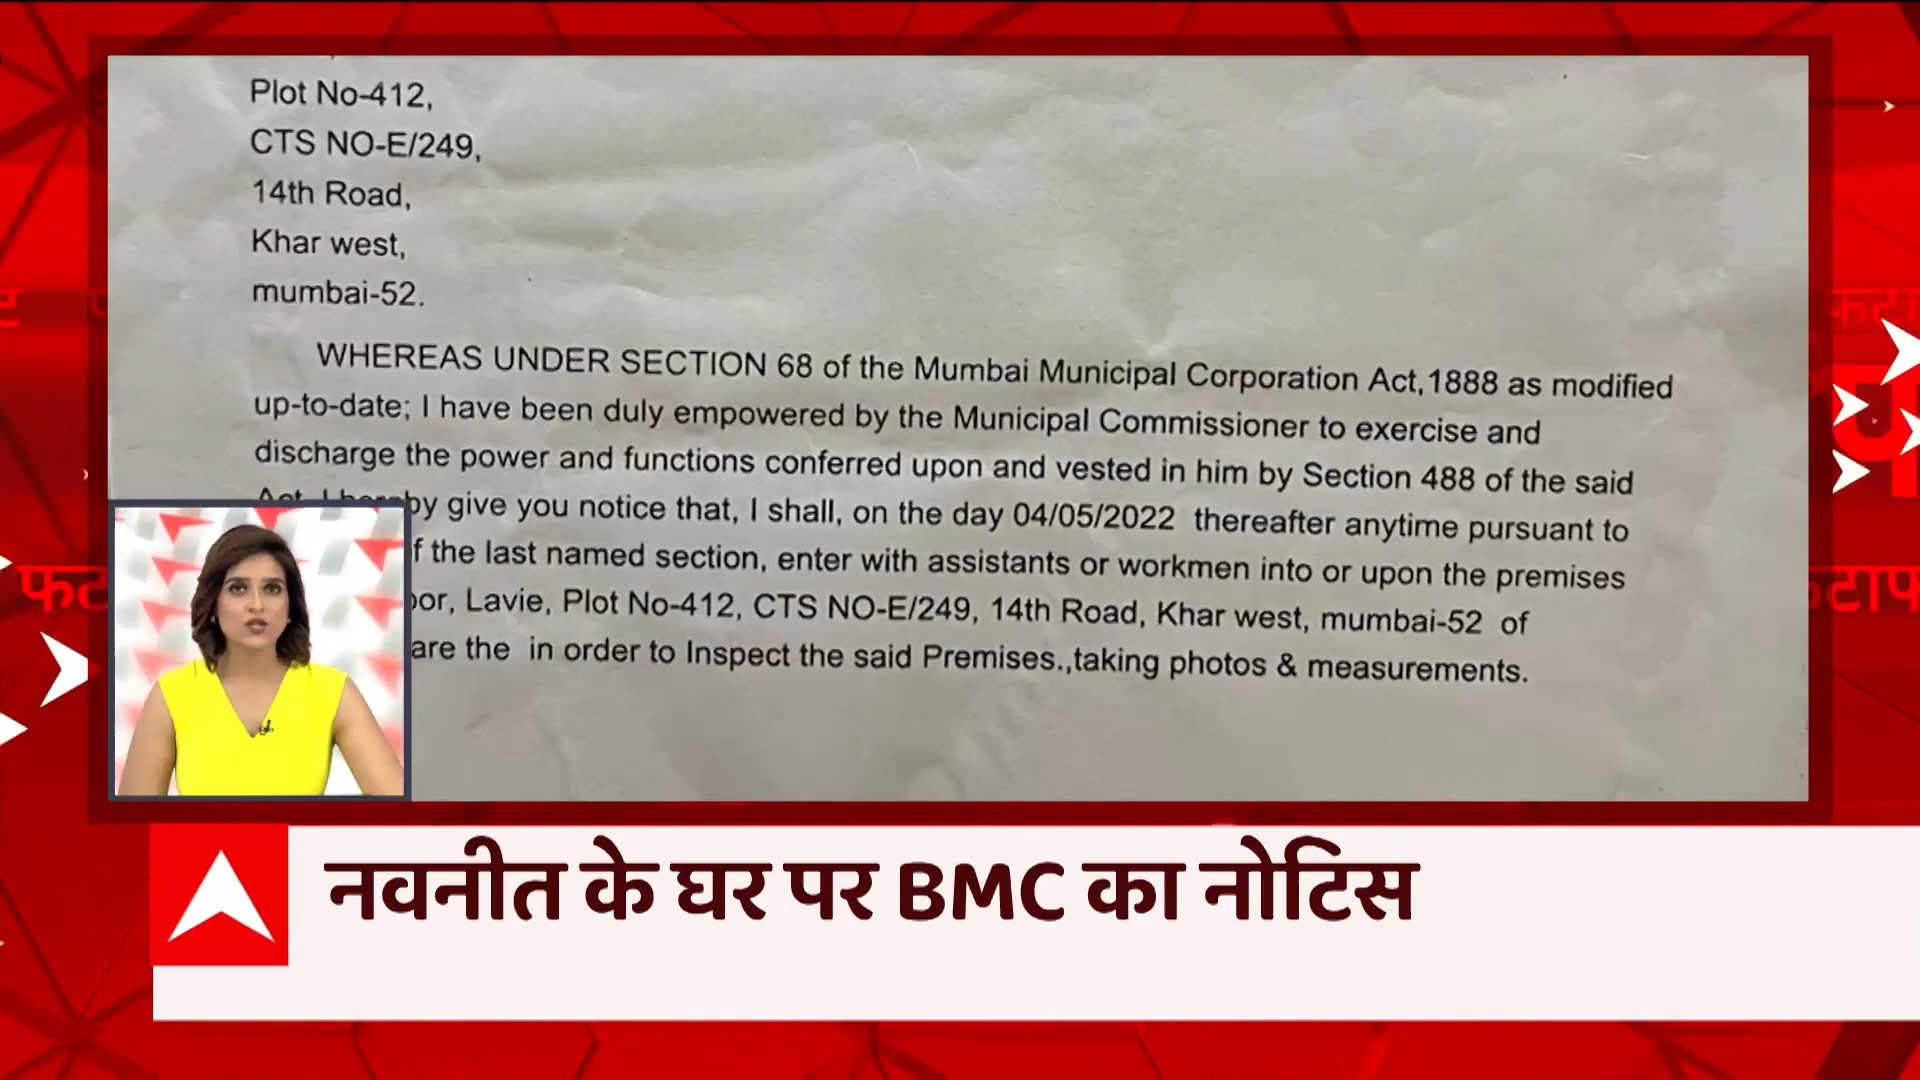 Plot No-412,
CTS NO-E/249,
14th Road,
Khar west,
mumbai-52.
WHEREAS UNDER SECTION 68 of the Mumbai Municipal Corporation Act,1888 as modified
up-to-date; I have been duly empowered by the Municipal Commissioner to exercise and
discharge the power and functions conferred upon and vested in him by Section 488 of the said
Act, I hereby give you notice that, I shall, on the day 04/05/2022 thereafter anytime pursuant to
the last named section, enter with assistants or workmen into or upon the premises
Lavie, Plot No-412, CTS NO-E/249, 14th Road, Khar west, mumbai-52 of
are the in order to Inspect the said Premises.,taking photos & measurements.
नवनीत के घर पर BMC का नोटिस